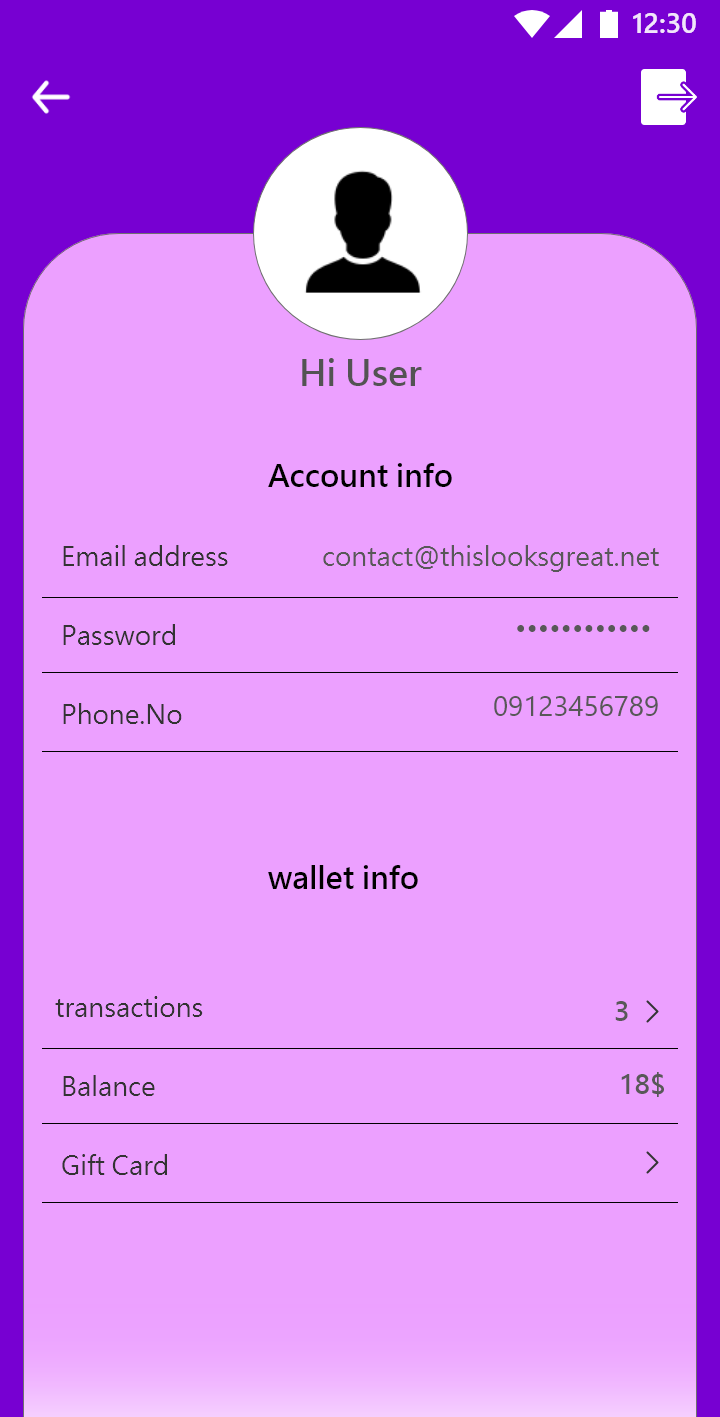 12:30
Hi User
Account info
Email address contact@thislooksgreat.net
Password ••••••••••••
Phone.No 09123456789
wallet info
transactions 3
Balance 18$
Gift Card